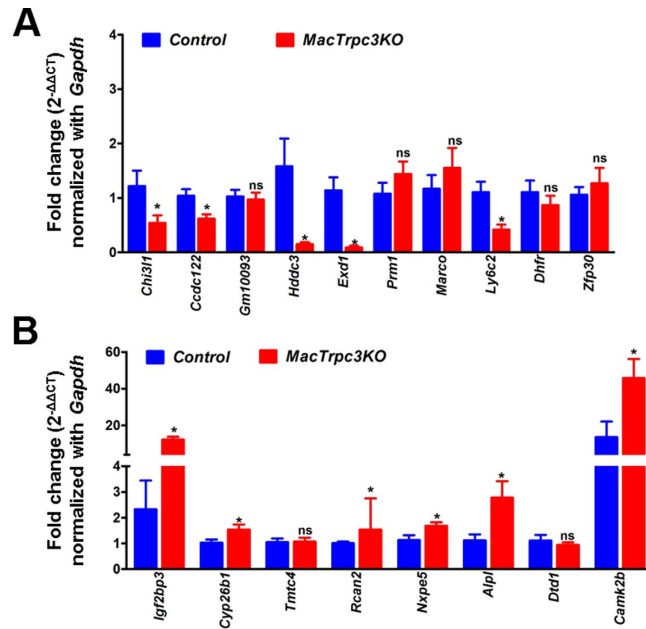 A
Control MacTrpc3KO
Fold change (2-ΔΔCT)
normalized with Gapdh
4
3
2
1
0
* * ns * * ns ns * ns ns
Chi3l1 Ccdc122 Gm10093 Hddc3 Exd1 Prm1 Marco Ly6c2 Dhfr Zfp30
B
Control MacTrpc3KO
Fold change (2-ΔΔCT)
normalized with Gapdh
60
40
20
4
3
2
1
0
* * ns * * * ns *
Igf2bp3 Cyp26b1 Tmtc4 Rcan2 Nxpe5 Alpl Dtd1 Camk2b